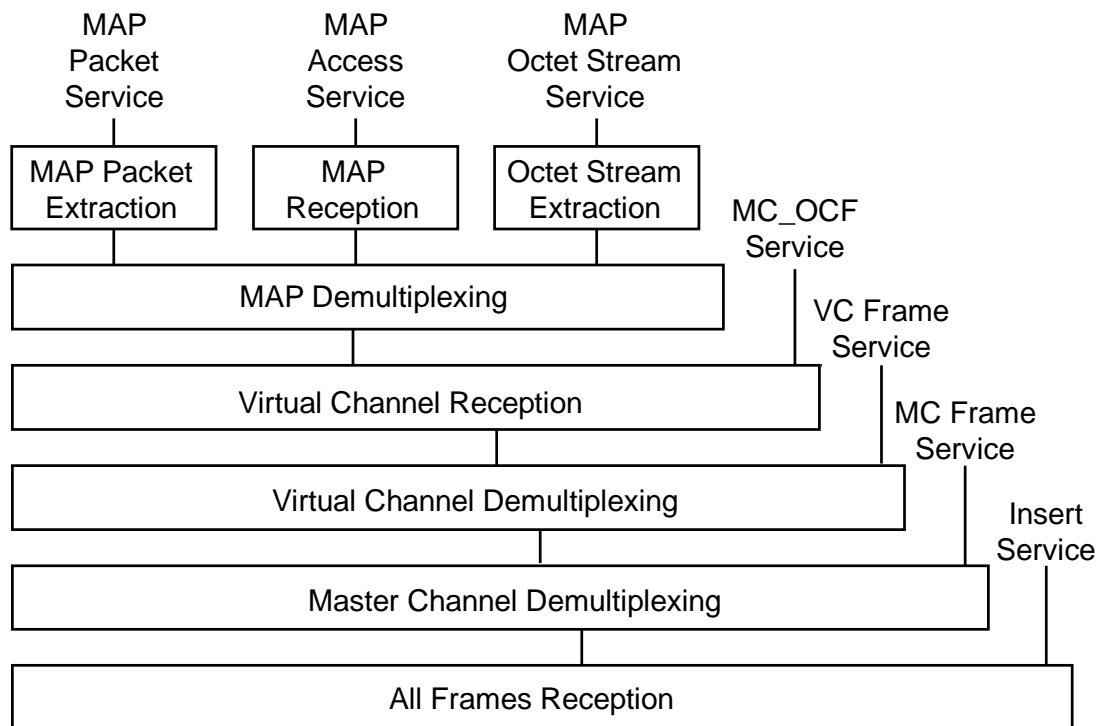 MAP
Packet
Service
MAP
Access
Service
MAP
Octet Stream
Service
MAP Packet
Extraction
MAP
Reception
Octet Stream
Extraction
MC_OCF
Service
MAP Demultiplexing
VC Frame
Service
Virtual Channel Reception
MC Frame
Service
Virtual Channel Demultiplexing
Insert
Service
Master Channel Demultiplexing
All Frames Reception